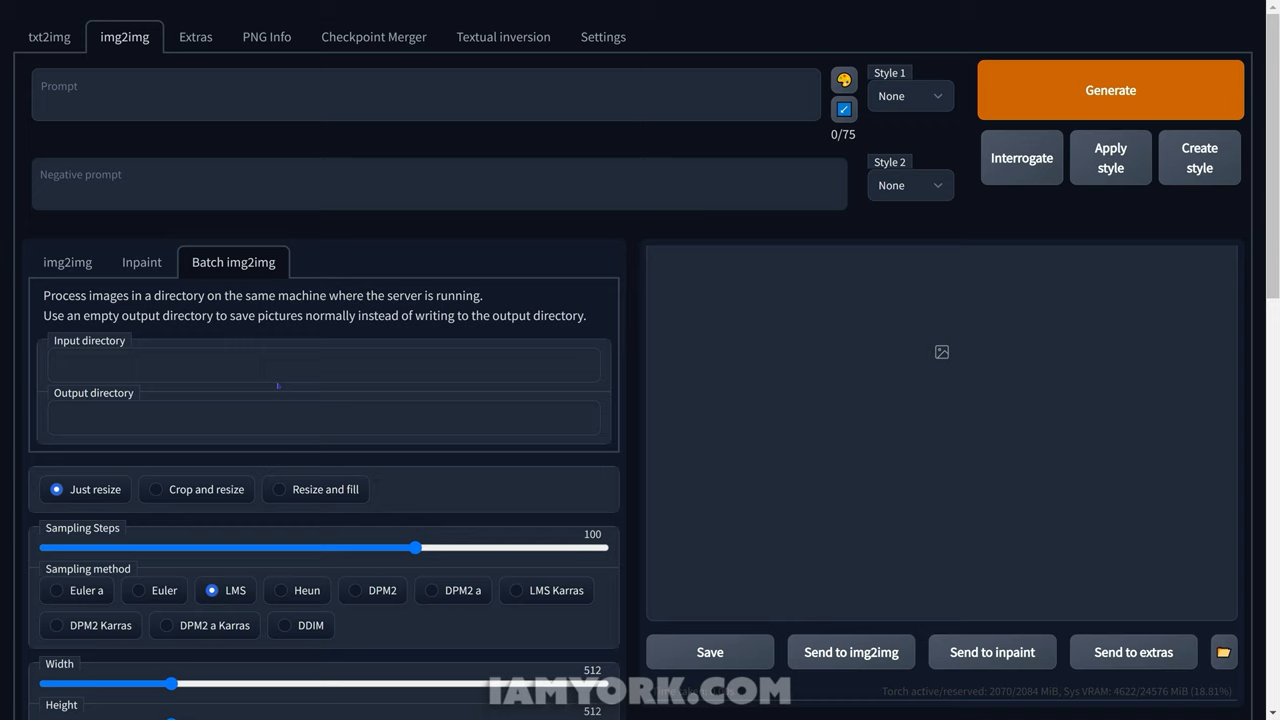 txt2img img2img Extras PNG Info Checkpoint Merger Textual inversion Settings
Prompt
0/75
Style 1
None
Generate
Interrogate
Apply
style
Create
style
Negative prompt
Style 2
None
img2img Inpaint Batch img2img
Process images in a directory on the same machine where the server is running.
Use an empty output directory to save pictures normally instead of writing to the output directory.
Input directory
Output directory
Just resize Crop and resize Resize and fill
Sampling Steps
100
Sampling method
Euler a Euler LMS Heun DPM2 DPM2 a LMS Karras
DPM2 Karras DPM2 a Karras DDIM
Width
512
Height
512
Save Send to img2img Send to inpaint Send to extras
Torch active/reserved: 2070/2084 MiB, Sys VRAM: 4622/24576 MiB (18.81%)
IAMYORK.COM